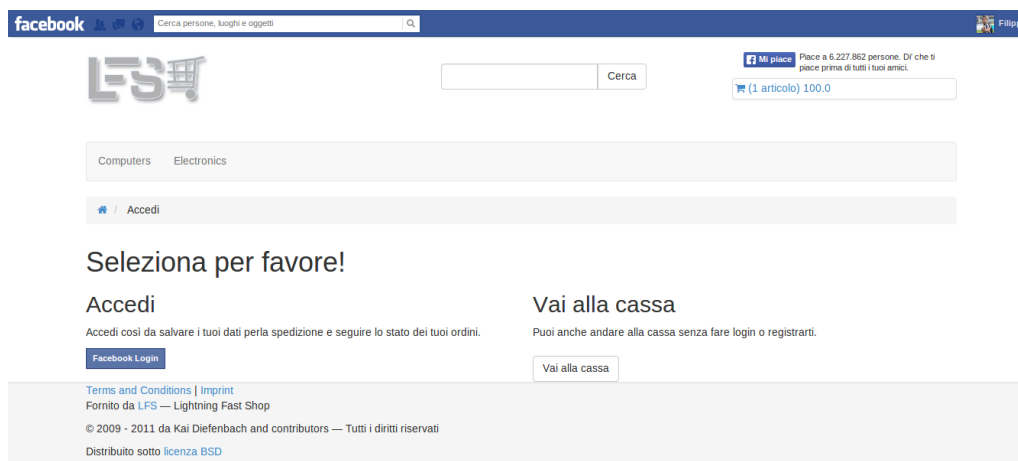 facebook
Cerca persone, luoghi e oggetti
LFS
Cerca
Mi piace
Piace a 6.227.862 persone. Di' che ti
piace prima di tutti i tuoi amici.
(1 articolo) 100.0
Computers Electronics
/ Accedi
Seleziona per favore!
Accedi
Accedi così da salvare i tuoi dati perla spedizione e seguire lo stato dei tuoi ordini.
Facebook Login
Vai alla cassa
Puoi anche andare alla cassa senza fare login o registrarti.
Vai alla cassa
Terms and Conditions | Imprint
Fornito da LFS — Lightning Fast Shop
© 2009 - 2011 da Kai Diefenbach and contributors — Tutti i diritti riservati
Distribuito sotto licenza BSD